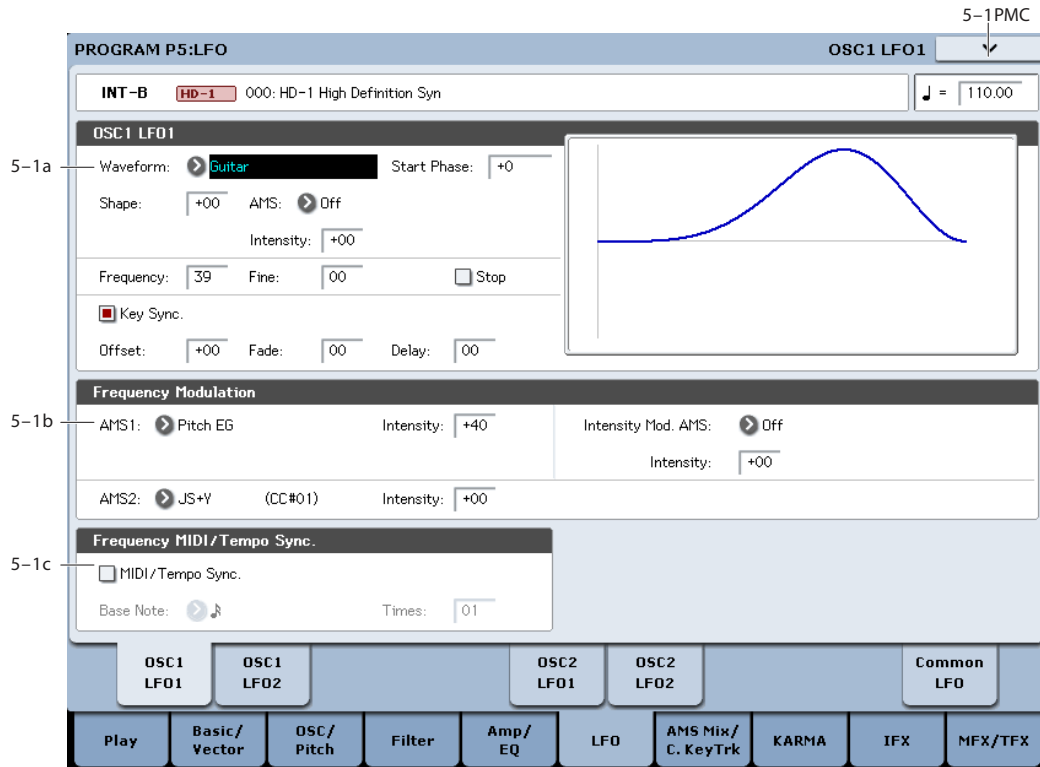 5–1PMC
PROGRAM P5:LFO OSC1 LFO1
INT-B HD-1 000: HD-1 High Definition Syn ♩ = 110.00
OSC1 LFO1
5–1a Waveform: Guitar Start Phase: +0
Shape: +00 AMS: Off
Intensity: +00
Frequency: 39 Fine: 00 Stop
Key Sync.
Offset: +00 Fade: 00 Delay: 00
Frequency Modulation
5–1b AMS1: Pitch EG Intensity: +40 Intensity Mod. AMS: Off
Intensity: +00
AMS2: JS+Y (CC#01) Intensity: +00
Frequency MIDI/Tempo Sync.
5–1c MIDI/Tempo Sync.
Base Note: Times: 01
OSC1 LFO1
OSC1 LFO2
OSC2 LFO1
OSC2 LFO2
Common LFO
Play
Basic/ Vector
OSC/ Pitch
Filter
Amp/ EQ
LFO
AMS Mix/ C. KeyTrk
KARMA
IFX
MFX/TFX